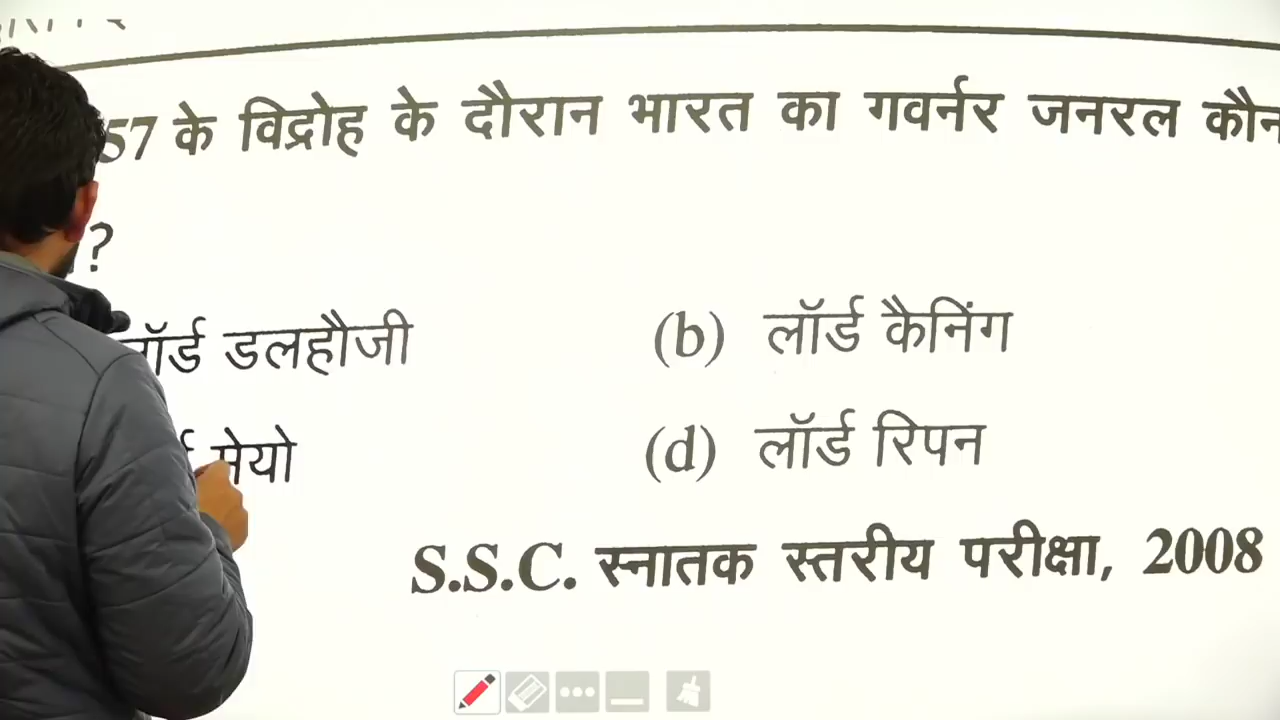 57 के विद्रोह के दौरान भारत का गवर्नर जनरल कौन
?
लॉर्ड डलहौजी (b) लॉर्ड कैनिंग
मेयो (d) लॉर्ड रिपन
S.S.C. स्नातक स्तरीय परीक्षा, 2008